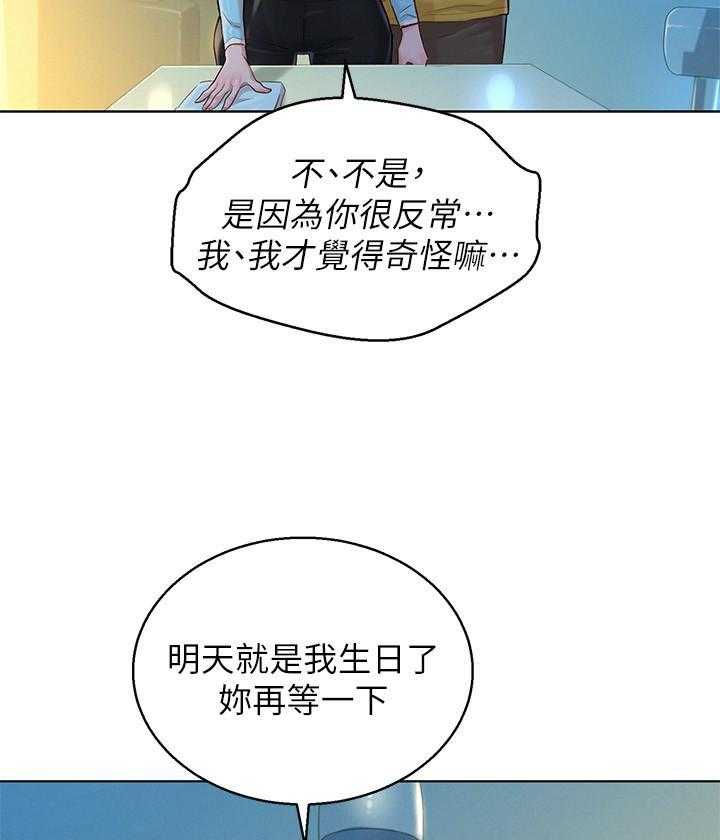 不、不是，
是因為你很反常⋯
我、我才覺得奇怪嘛⋯
明天就是我生日了
妳再等一下